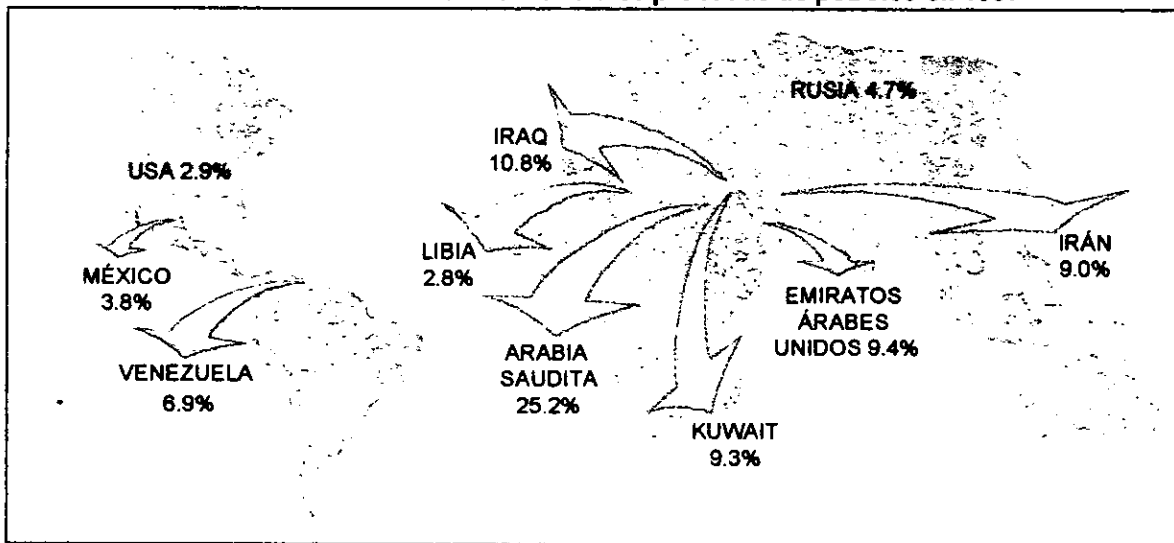 RUSIA 4.7%
IRAQ
10.8%
USA 2.9%
LIBIA
2.8%
IRÁN
9.0%
MÉXICO
3.8%
EMIRATOS
ÁRABES
UNIDOS 9.4%
VENEZUELA
6.9%
ARABIA
SAUDITA
25.2%
KUWAIT
9.3%